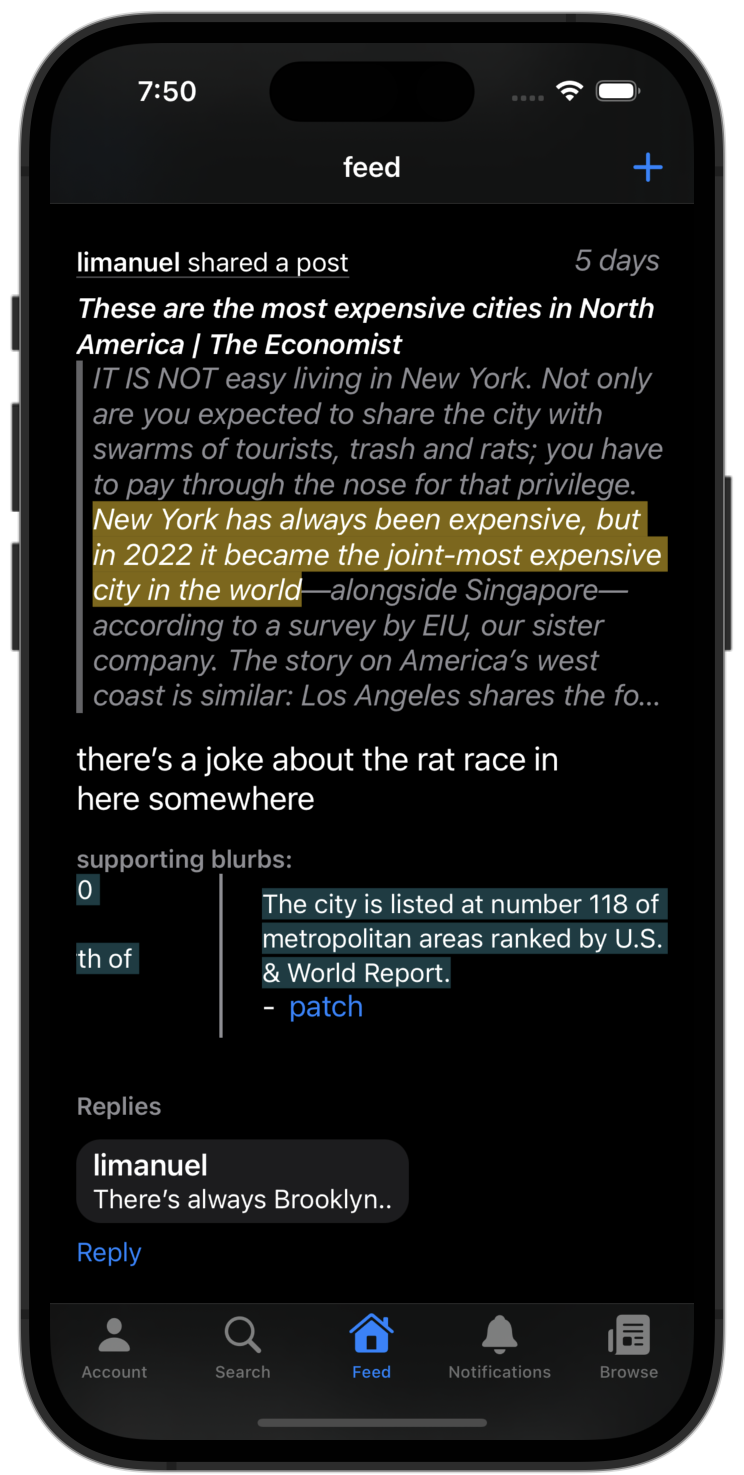 7:50
feed
limanuel shared a post
5 days
These are the most expensive cities in North
America | The Economist
IT IS NOT easy living in New York. Not only
are you expected to share the city with
swarms of tourists, trash and rats; you have
to pay through the nose for that privilege.
New York has always been expensive, but
in 2022 it became the joint-most expensive
city in the world—alongside Singapore—
according to a survey by EIU, our sister
company. The story on America’s west
coast is similar: Los Angeles shares the fo...
there’s a joke about the rat race in
here somewhere
supporting blurbs:
0
th of
The city is listed at number 118 of
metropolitan areas ranked by U.S.
& World Report.
- patch
Replies
limanuel
There’s always Brooklyn..
Reply
Account
Search
Feed
Notifications
Browse